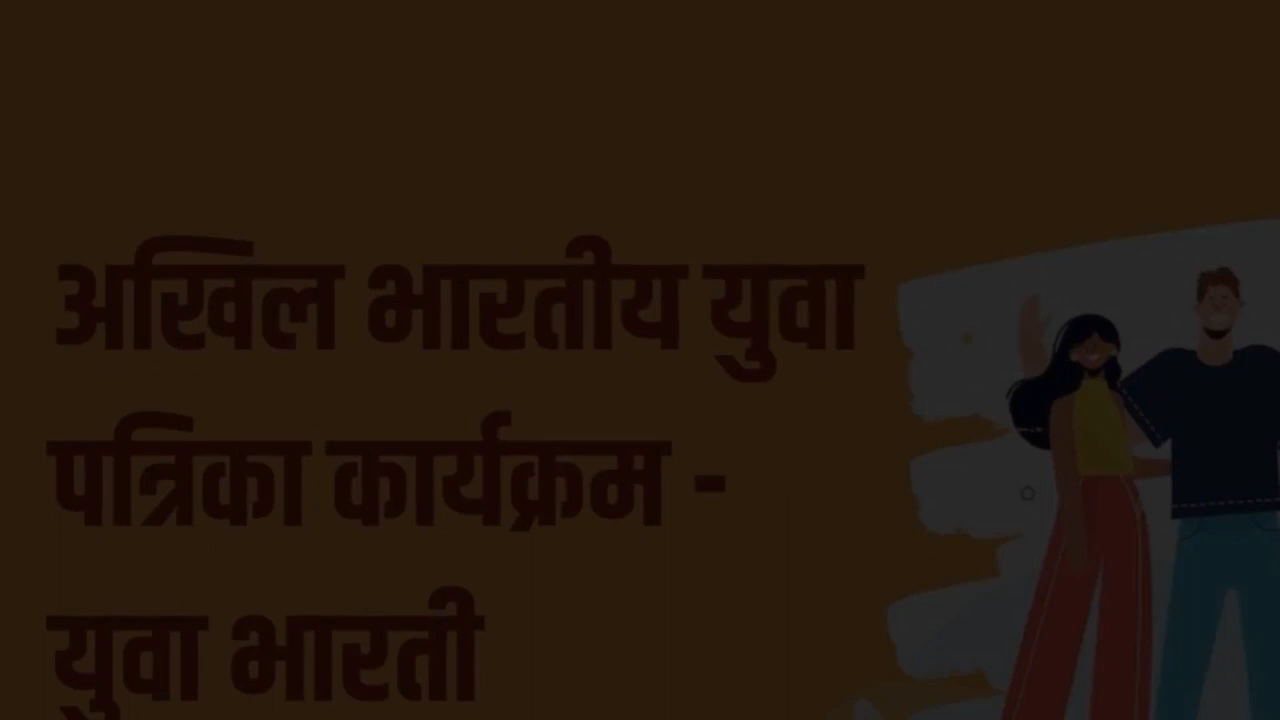 अखिल भारतीय युवा
पत्रिका कार्यक्रम -
युवा भारती